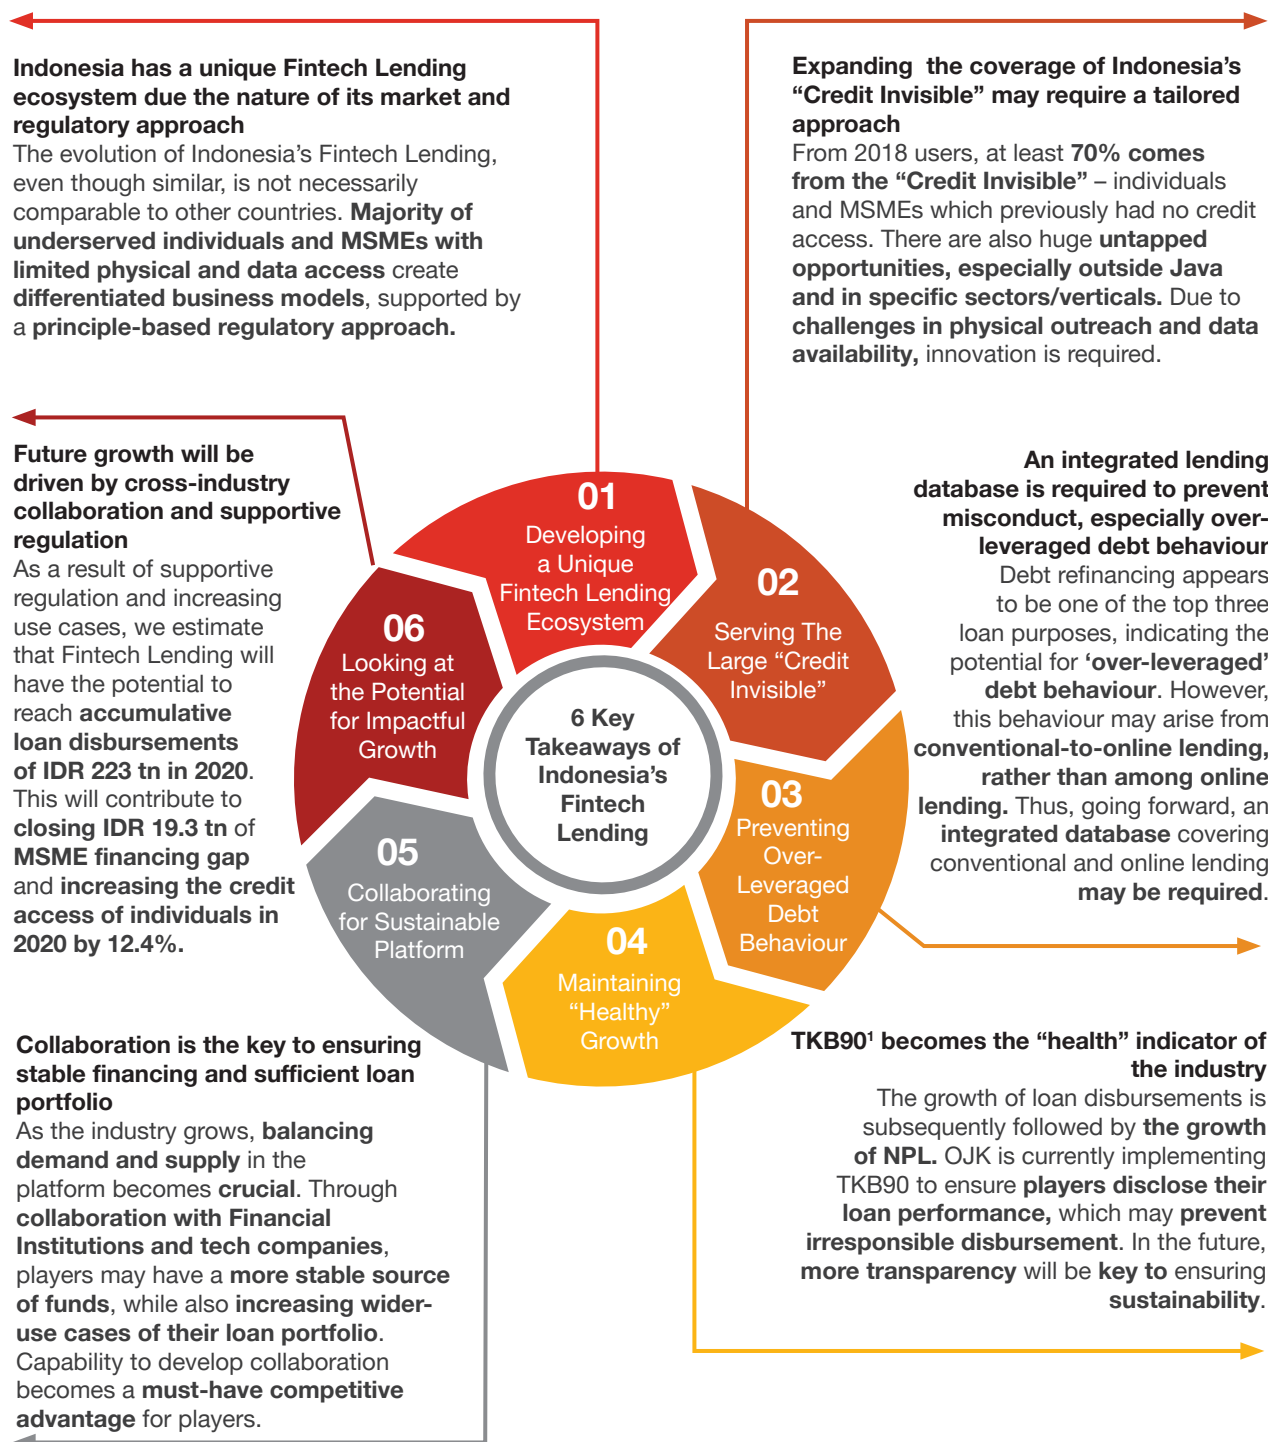 Indonesia has a unique Fintech Lending
ecosystem due the nature of its market and
regulatory approach
The evolution of Indonesia’s Fintech Lending,
even though similar, is not necessarily
comparable to other countries. Majority of
underserved individuals and MSMEs with
limited physical and data access create
differentiated business models, supported by
a principle-based regulatory approach.
Expanding the coverage of Indonesia’s
“Credit Invisible” may require a tailored
approach
From 2018 users, at least 70% comes
from the “Credit Invisible” – individuals
and MSMEs which previously had no credit
access. There are also huge untapped
opportunities, especially outside Java
and in specific sectors/verticals. Due to
challenges in physical outreach and data
availability, innovation is required.
Future growth will be
driven by cross-industry
collaboration and supportive
regulation
As a result of supportive
regulation and increasing
use cases, we estimate
that Fintech Lending will
have the potential to
reach accumulative
loan disbursements
of IDR 223 tn in 2020.
This will contribute to
closing IDR 19.3 tn of
MSME financing gap
and increasing the credit
access of individuals in
2020 by 12.4%.
01
Developing
a Unique
Fintech Lending
Ecosystem
02
Serving The
Large “Credit
Invisible”
03
Preventing
Over-
Leveraged
Debt
Behaviour
04
Maintaining
“Healthy”
Growth
05
Collaborating
for Sustainable
Platform
06
Looking at
the Potential
for Impactful
Growth
6 Key
Takeaways of
Indonesia’s
Fintech
Lending
An integrated lending
database is required to prevent
misconduct, especially over-
leveraged debt behaviour
Debt refinancing appears
to be one of the top three
loan purposes, indicating the
potential for ‘over-leveraged’
debt behaviour. However,
this behaviour may arise from
conventional-to-online lending,
rather than among online
lending. Thus, going forward, an
integrated database covering
conventional and online lending
may be required.
Collaboration is the key to ensuring
stable financing and sufficient loan
portfolio
As the industry grows, balancing
demand and supply in the
platform becomes crucial. Through
collaboration with Financial
Institutions and tech companies,
players may have a more stable source
of funds, while also increasing wider-
use cases of their loan portfolio.
Capability to develop collaboration
becomes a must-have competitive
advantage for players.
TKB90¹ becomes the “health” indicator of
the industry
The growth of loan disbursements is
subsequently followed by the growth
of NPL. OJK is currently implementing
TKB90 to ensure players disclose their
loan performance, which may prevent
irresponsible disbursement. In the future,
more transparency will be key to ensuring
sustainability.